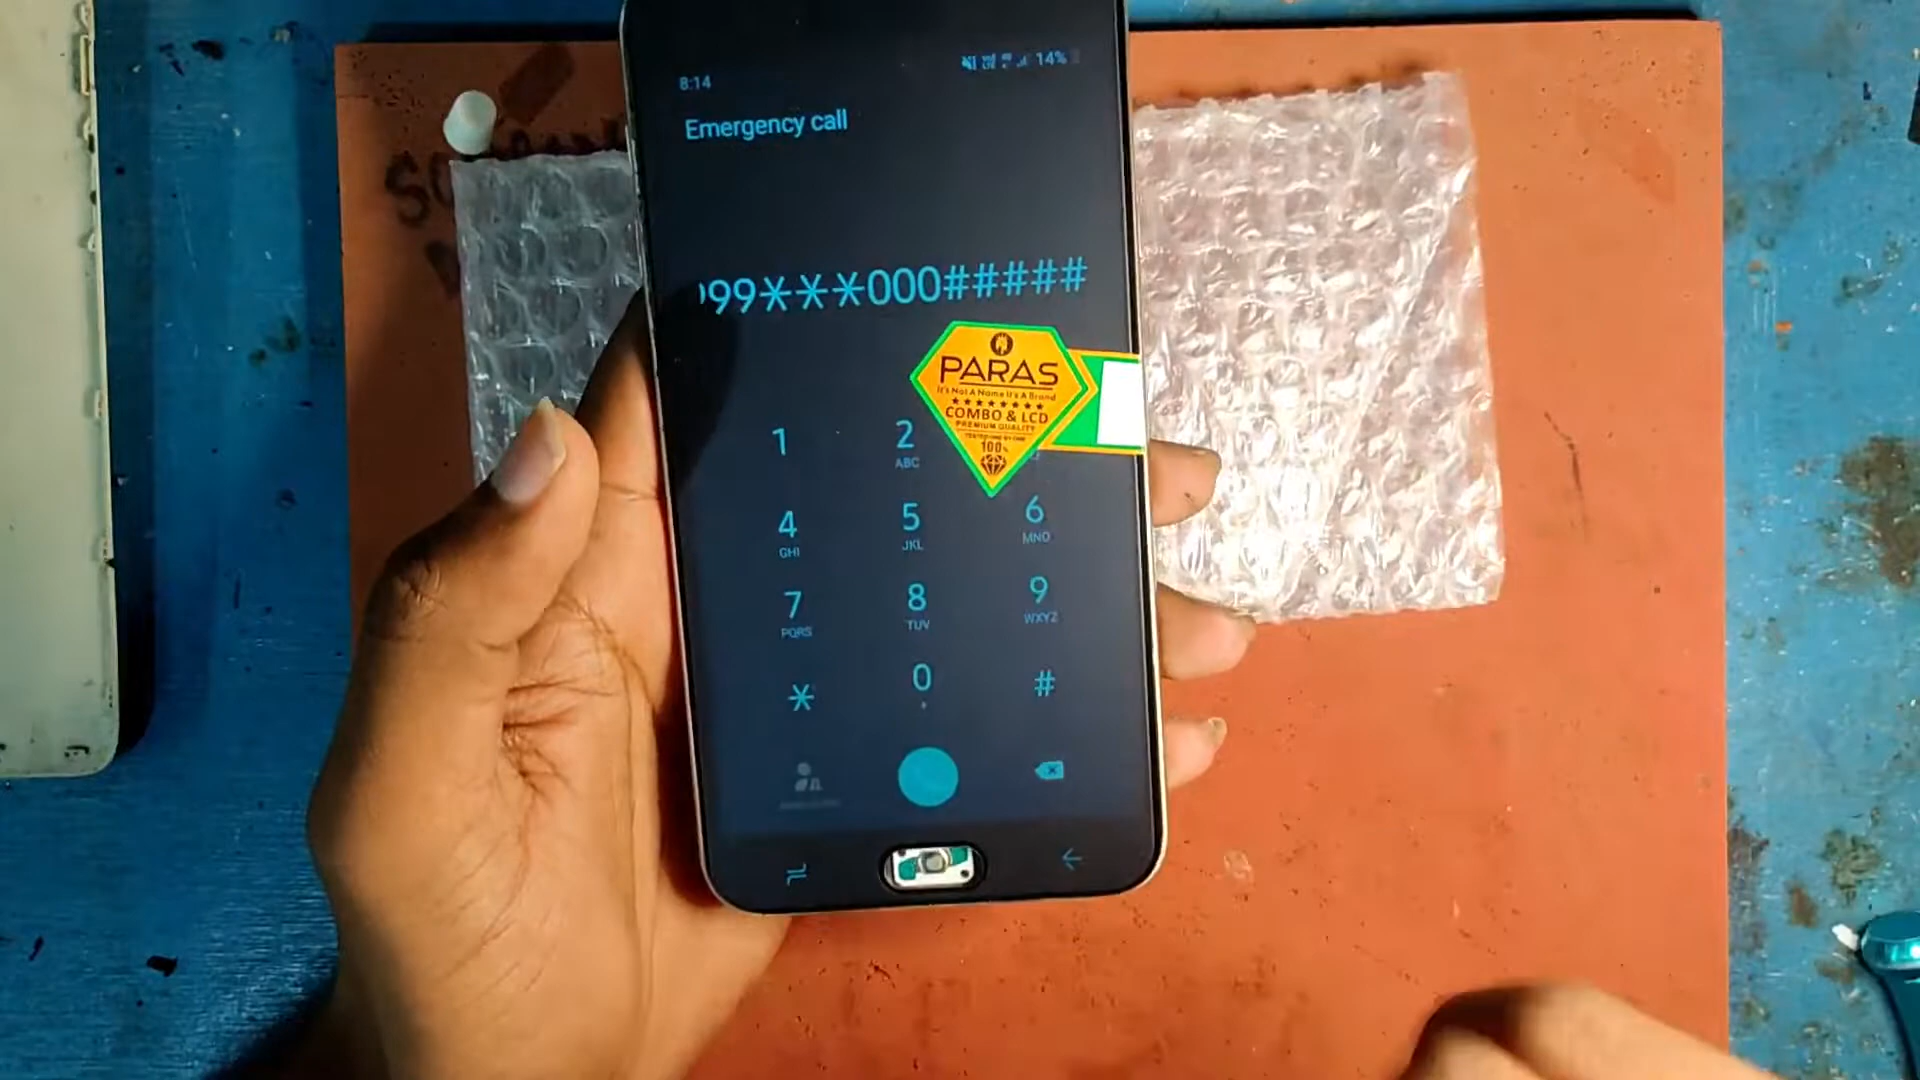 8:14
14%
Emergency call
99***000#####
PARAS
It's Not A Name It's A Brand
COMBO & LCD
PREMIUM QUALITY
100%
1
2
ABC
4
GHI
5
JKL
6
MNO
7
PQRS
8
TUV
9
WXYZ
*
0
+
#